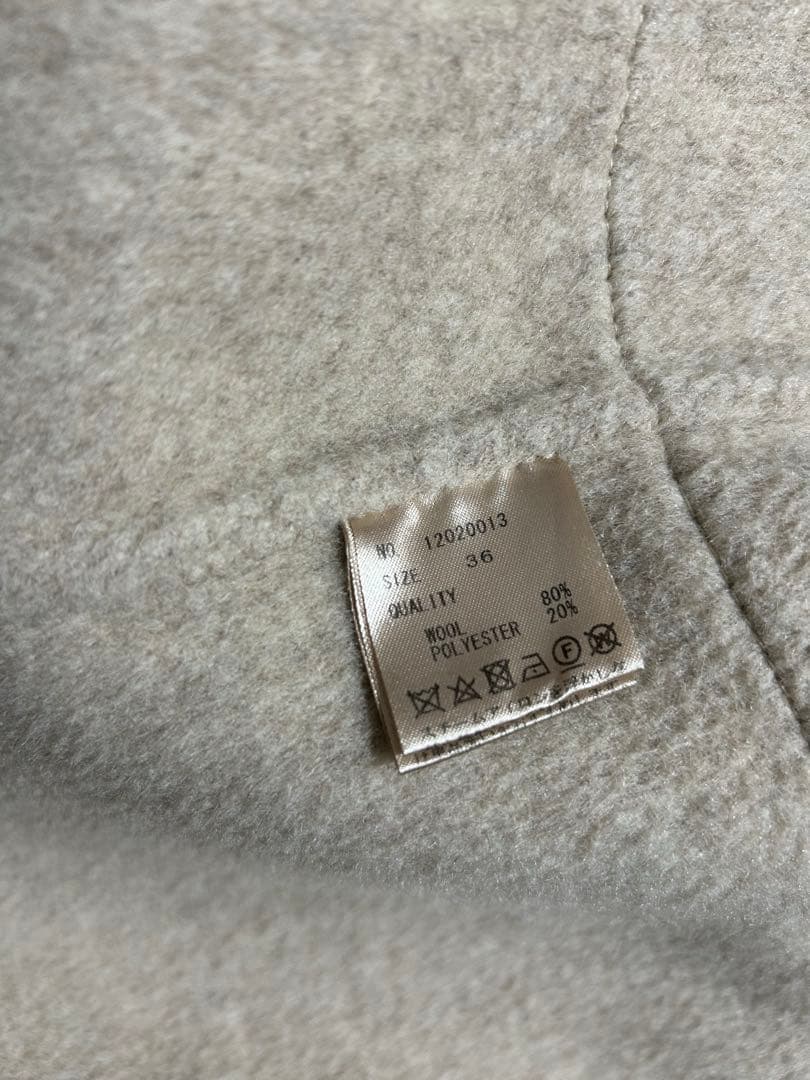 NO. 12020013
SIZE 36
QUALITY
WOOL 80%
POLYESTER 20%
F W